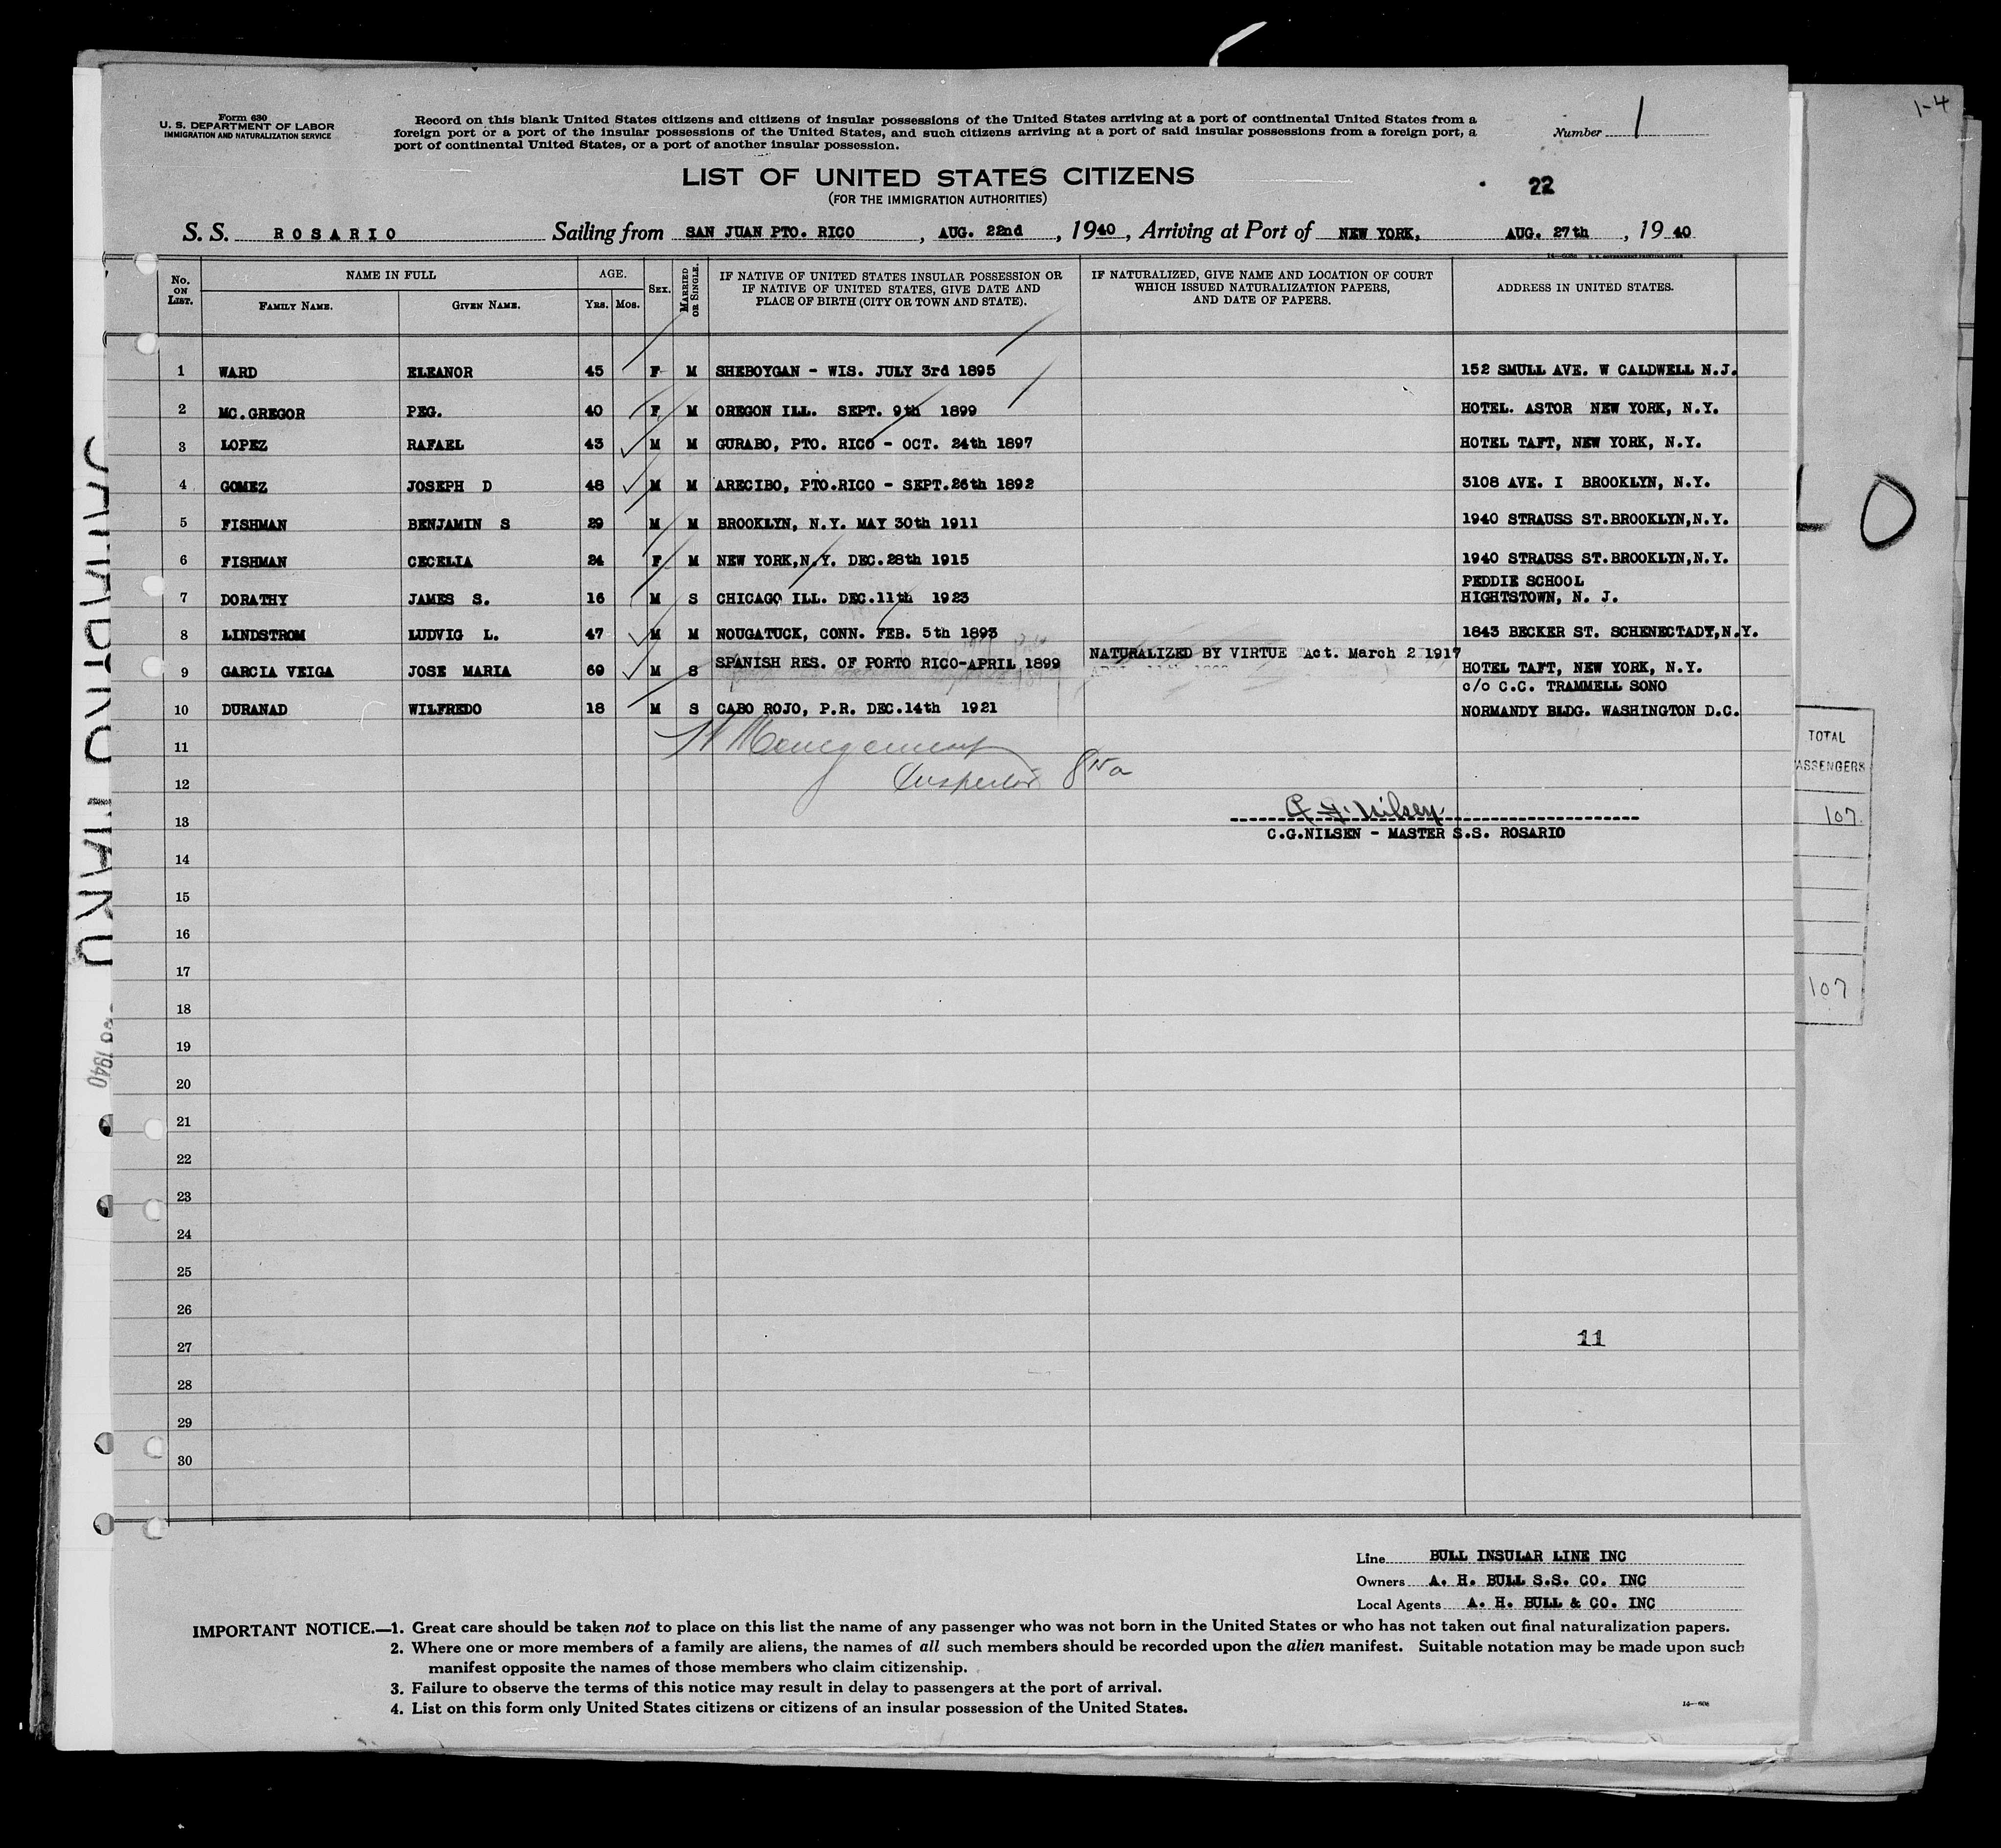 1-4
Form 630
U. S. DEPARTMENT OF LABOR
IMMIGRATION AND NATURALIZATION SERVICE
Record on this blank United States citizens and citizens of insular possessions of the United States arriving at a port of continental United States from a
foreign port or a port of the insular possessions of the United States, and such citizens arriving at a port of said insular possessions from a foreign port, a
port of continental United States, or a port of another insular possession.
Number 1
LIST OF UNITED STATES CITIZENS
(FOR THE IMMIGRATION AUTHORITIES)
22
S. S. ROSARIO Sailing from SAN JUAN PTO. RICO, AUG. 22nd, 1940, Arriving at Port of NEW YORK, AUG. 27th, 1940
No. ON LIST. NAME IN FULL FAMILY NAME. GIVEN NAME. AGE. YRS. MOS. SEX. MARRIED OR SINGLE. IF NATIVE OF UNITED STATES INSULAR POSSESSION OR IF NATIVE OF UNITED STATES, GIVE DATE AND PLACE OF BIRTH (CITY OR TOWN AND STATE). IF NATURALIZED, GIVE NAME AND LOCATION OF COURT WHICH ISSUED NATURALIZATION PAPERS, AND DATE OF PAPERS. ADDRESS IN UNITED STATES.
1 WARD ELEANOR 45 F M SHEBOYGAN - WIS. JULY 3rd 1895 152 SMULL AVE. W CALDWELL N.J.
2 MC.GREGOR PEG. 40 F M OREGON ILL. SEPT. 9th 1899 HOTEL. ASTOR NEW YORK, N.Y.
3 LOPEZ RAFAEL 43 M M GURABO, PTO. RICO - OCT. 24th 1897 HOTEL TAFT, NEW YORK, N.Y.
4 GOMEZ JOSEPH D 48 M M ARECIBO, PTO.RICO - SEPT.26th 1892 3108 AVE. I BROOKLYN, N.Y.
5 FISHMAN BENJAMIN S 29 M M BROOKLYN, N.Y. MAY 30th 1911 1940 STRAUSS ST.BROOKLYN,N.Y.
6 FISHMAN CECELIA 24 F M NEW YORK,N.Y. DEC.28th 1915 1940 STRAUSS ST.BROOKLYN,N.Y.
PEDDIE SCHOOL
7 DORATHY JAMES S. 16 M S CHICAGO ILL. DEC.11th 1923 HIGHTSTOWN, N. J.
8 LINDSTROM LUDVIG L. 47 M M NOUGATUCK, CONN. FEB. 5th 1893 1843 BECKER ST. SCHENECTADY,N.Y.
9 GARCIA VEIGA JOSE MARIA 60 M S SPANISH RES. OF PORTO RICO-APRIL 1899 NATURALIZED BY VIRTUE Act. March 2 1917 HOTEL TAFT, NEW YORK, N.Y.
c/o C.C. TRAMMELL SONO
10 DURANAD WILFREDO 18 M S CABO ROJO, P.R. DEC.14th 1921 NORMANDY BLDG. WASHINGTON D.C.
11
Inspector
12
C. G. Nilsen
13 C.G.NILSEN - MASTER S.S. ROSARIO
14
15
16
17
18
19
20
21
22
23
24
25
26
27 11
28
29
30
TOTAL
PASSENGERS
107
107
1940
Line BULL INSULAR LINE INC
Owners A. H. BULL S.S. CO. INC
Local Agents A. H. BULL & CO. INC
IMPORTANT NOTICE.—1. Great care should be taken not to place on this list the name of any passenger who was not born in the United States or who has not taken out final naturalization papers.
2. Where one or more members of a family are aliens, the names of all such members should be recorded upon the alien manifest. Suitable notation may be made upon such
manifest opposite the names of those members who claim citizenship.
3. Failure to observe the terms of this notice may result in delay to passengers at the port of arrival.
4. List on this form only United States citizens or citizens of an insular possession of the United States.